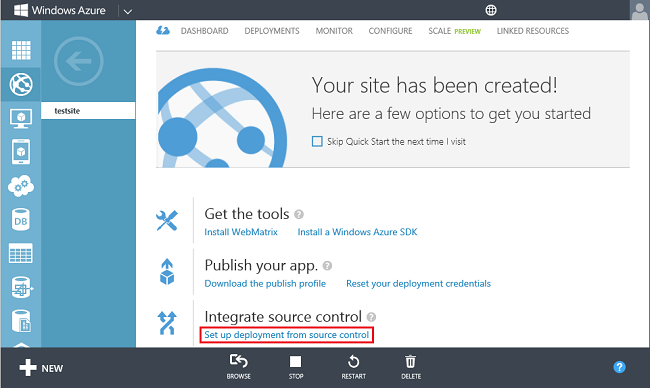 Windows Azure
DASHBOARD DEPLOYMENTS MONITOR CONFIGURE SCALE PREVIEW LINKED RESOURCES
testsite
Your site has been created!
Here are a few options to get you started
Skip Quick Start the next time I visit
Get the tools ?
Install WebMatrix Install a Windows Azure SDK
Publish your app. ?
Download the publish profile Reset your deployment credentials
Integrate source control ?
Set up deployment from source control
DB
NEW BROWSE STOP RESTART DELETE ?